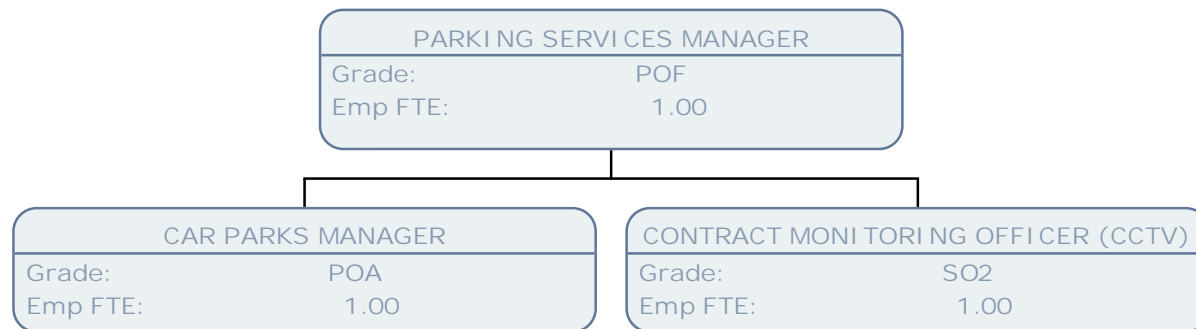 PARKING SERVICES MANAGER
Grade: POF
Emp FTE: 1.00
CAR PARKS MANAGER
Grade: POA
Emp FTE: 1.00
CONTRACT MONITORING OFFICER (CCTV)
Grade: SO2
Emp FTE: 1.00